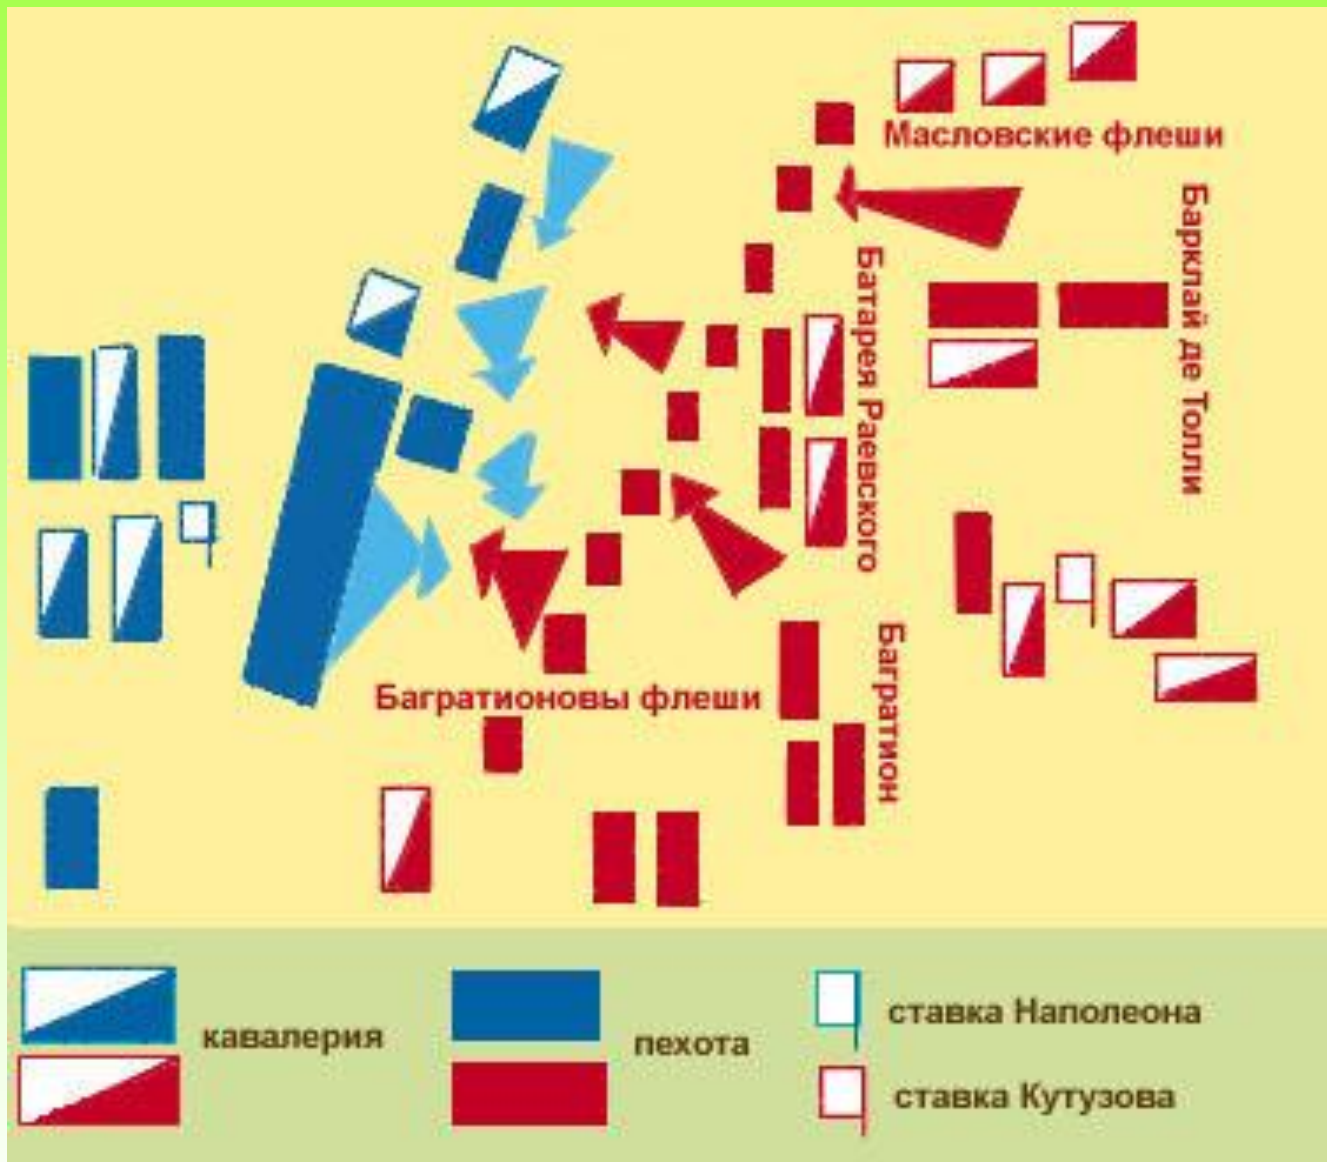 Масловские флеши
Барклай де Толли
Батарея Раевского
Багратион
Багратионовы флеши
кавалерия
пехота
ставка Наполеона
ставка Кутузова